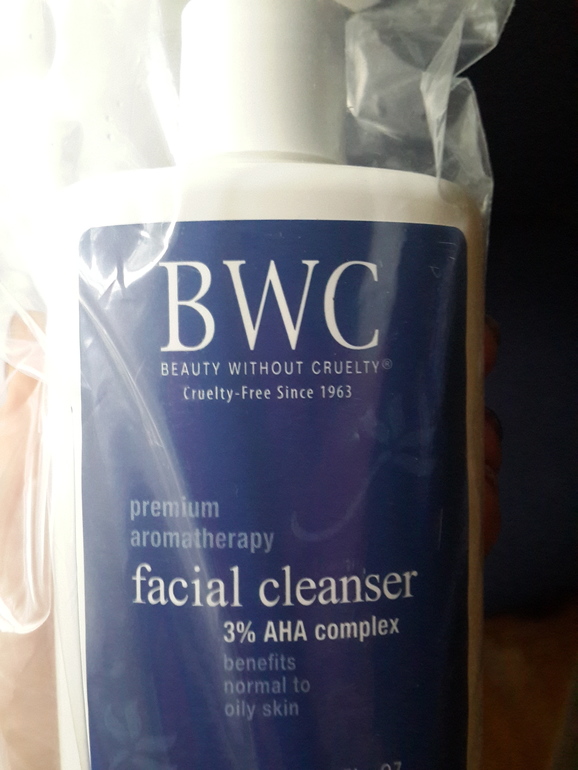 BWC
BEAUTY WITHOUT CRUELTY®
Cruelty-Free Since 1963
premium
aromatherapy
facial cleanser
3% AHA complex
benefits
normal to
oily skin